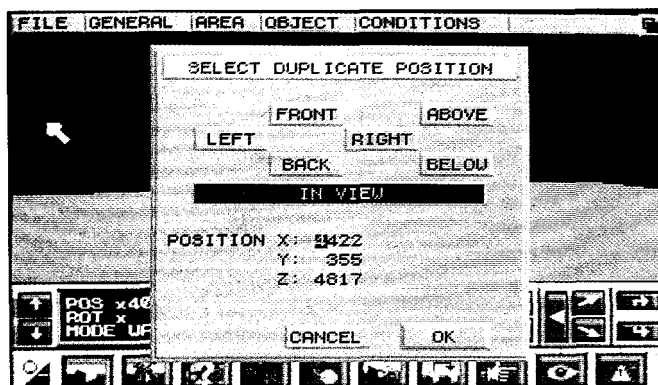 FILE GENERAL AREA OBJECT CONDITIONS
SELECT DUPLICATE POSITION
FRONT ABOVE
LEFT RIGHT
BACK BELOW
IN VIEW
POSITION X: 5422
Y: 355
Z: 4817
POS x40
ROT x
MODE
CANCEL OK